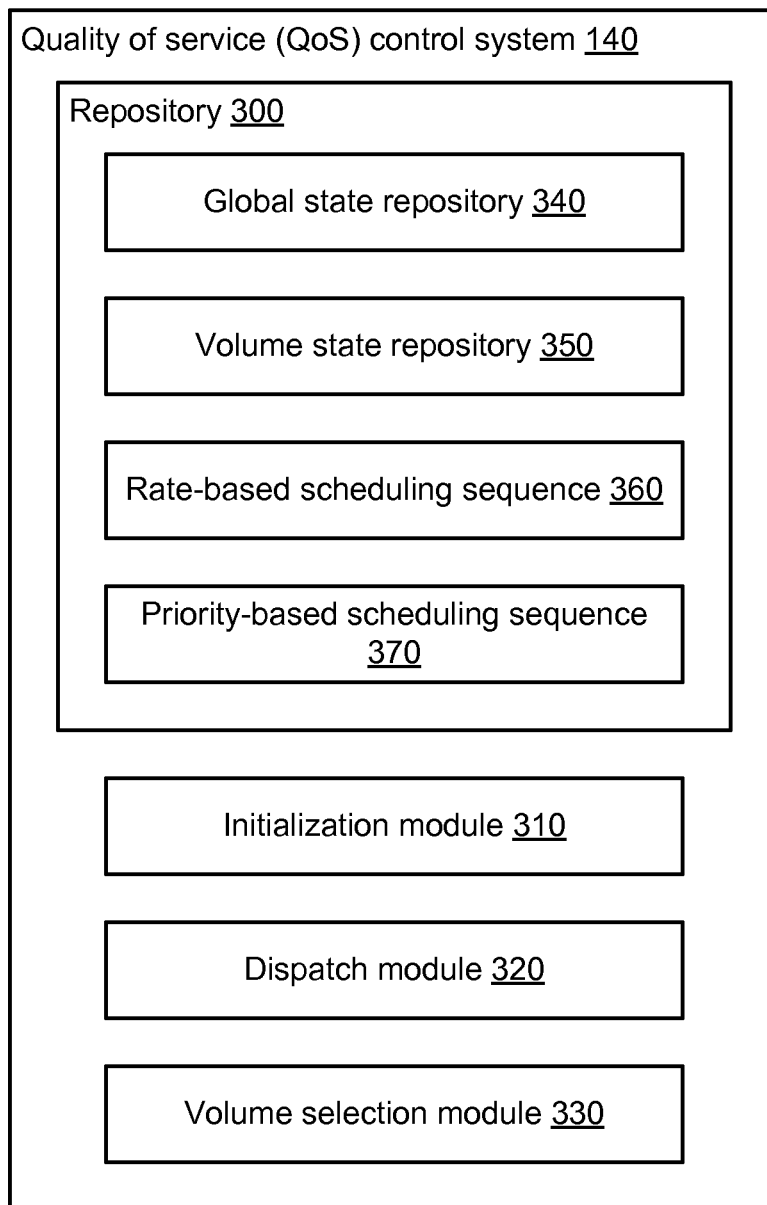 Quality of service (QoS) control system 140
Repository 300
Global state repository 340
Volume state repository 350
Rate-based scheduling sequence 360
Priority-based scheduling sequence
370
Initialization module 310
Dispatch module 320
Volume selection module 330